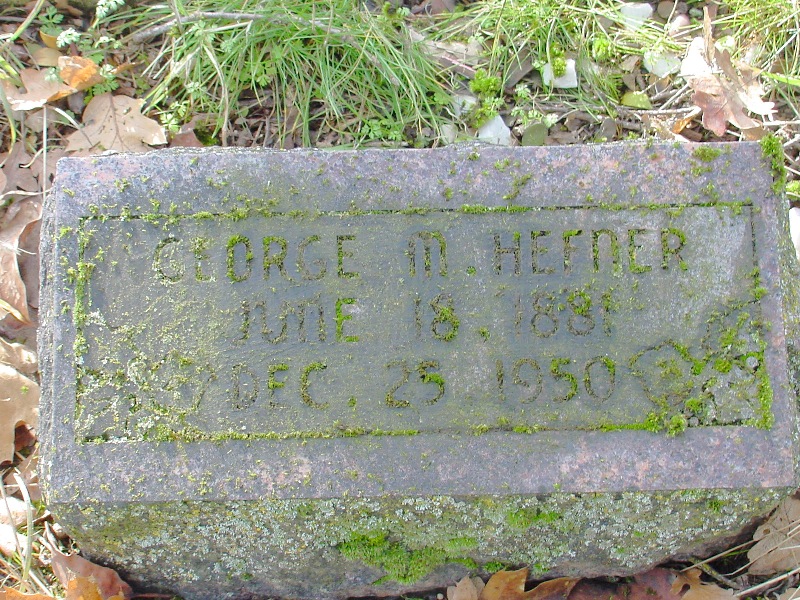 GEORGE M. HEFNER
JUNE 18, 1881
DEC. 25 1950